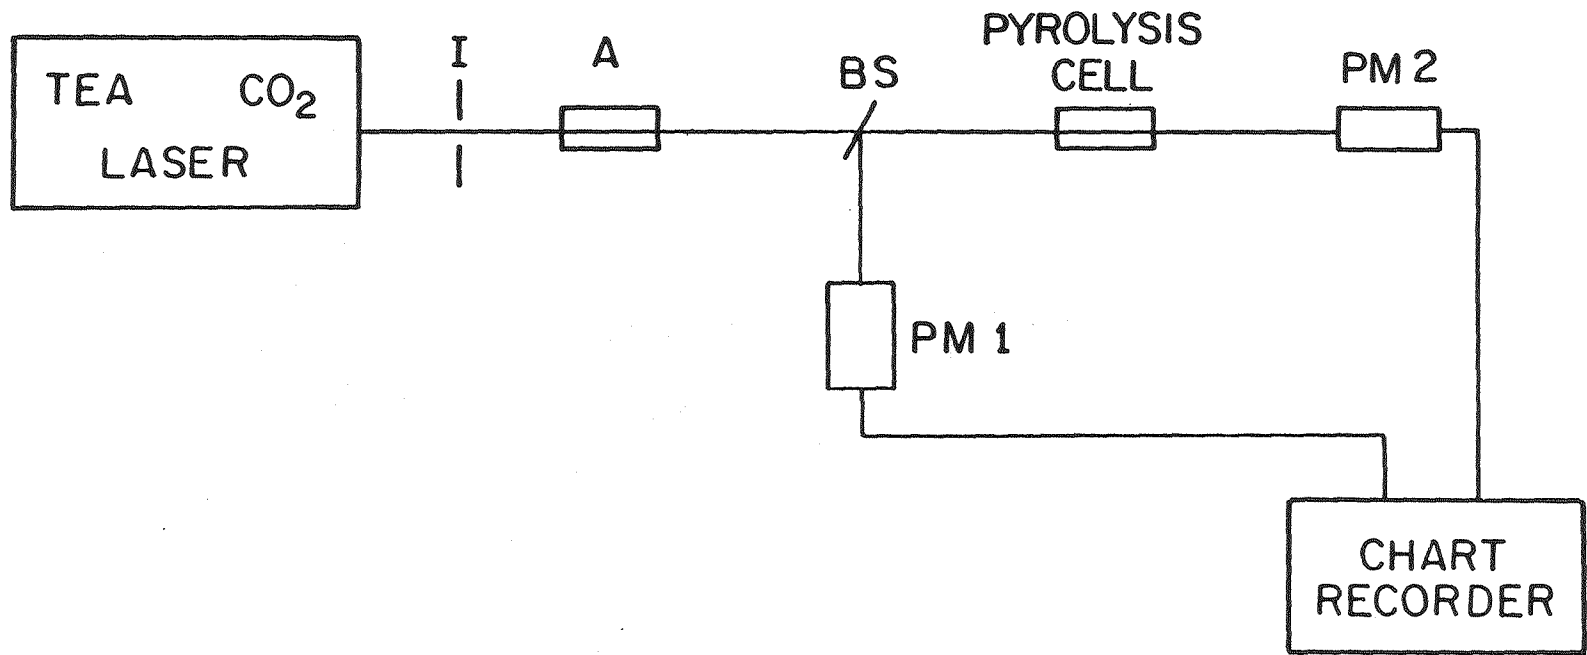 TEA CO₂
LASER
I
A
BS
PYROLYSIS
CELL
PM 2
PM 1
CHART
RECORDER